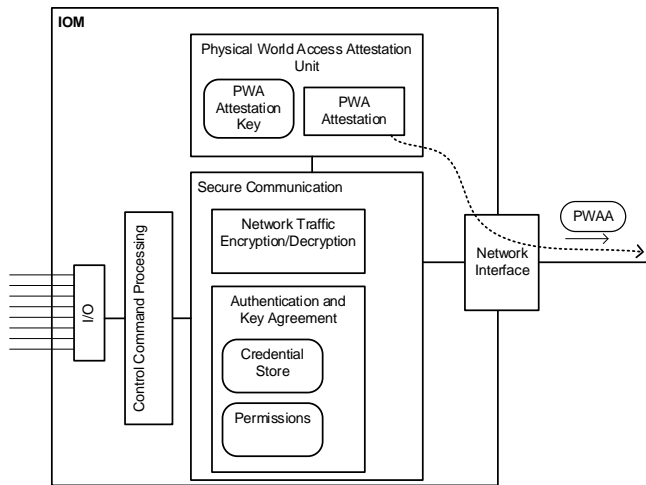 IOM
Physical World Access Attestation
Unit
PWA
Attestation
Key
PWA
Attestation
Secure Communication
Network Traffic
Encryption/Decryption
Authentication and
Key Agreement
Credential
Store
Permissions
I/O
Control Command Processing
Network
Interface
PWAA